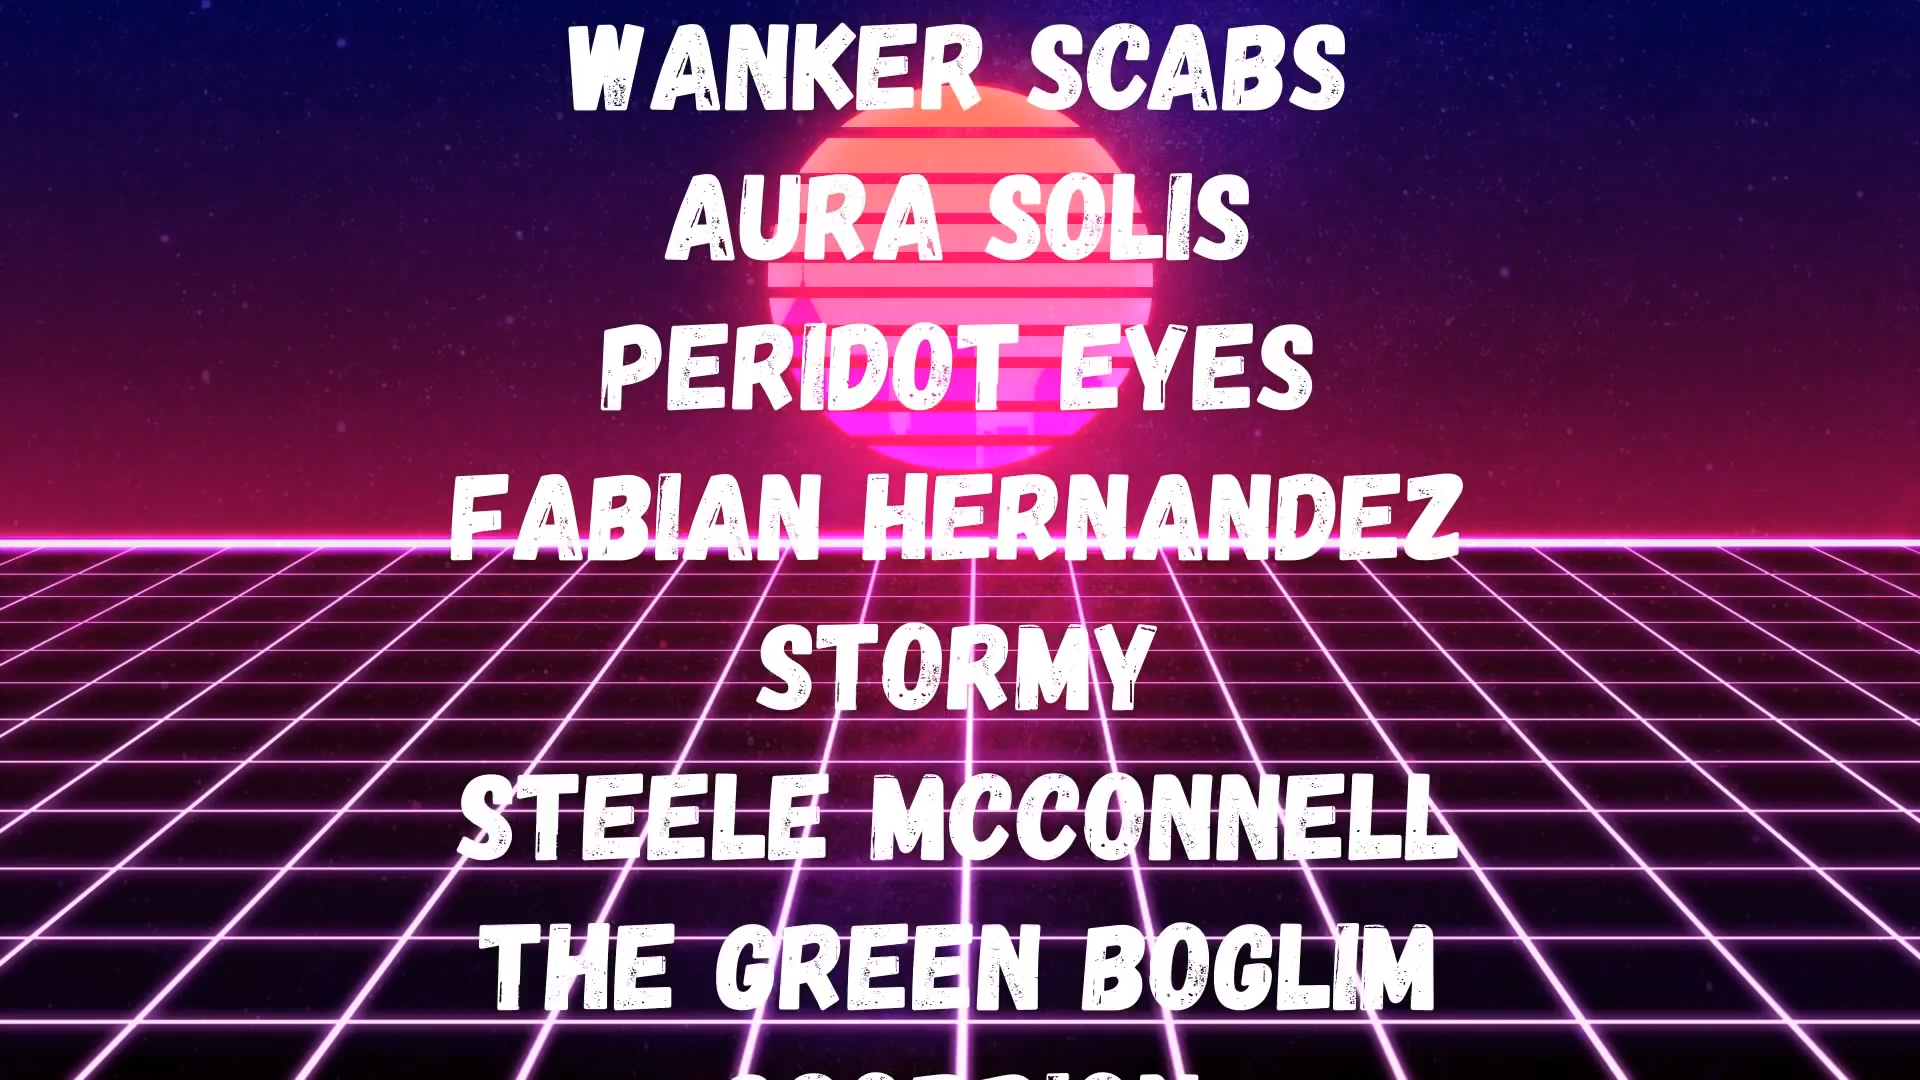 WANKER SCABS
AURA SOLIS
PERIDOT EYES
FABIAN HERNANDEZ
STORMY
STEELE MCCONNELL
THE GREEN BOGLIM